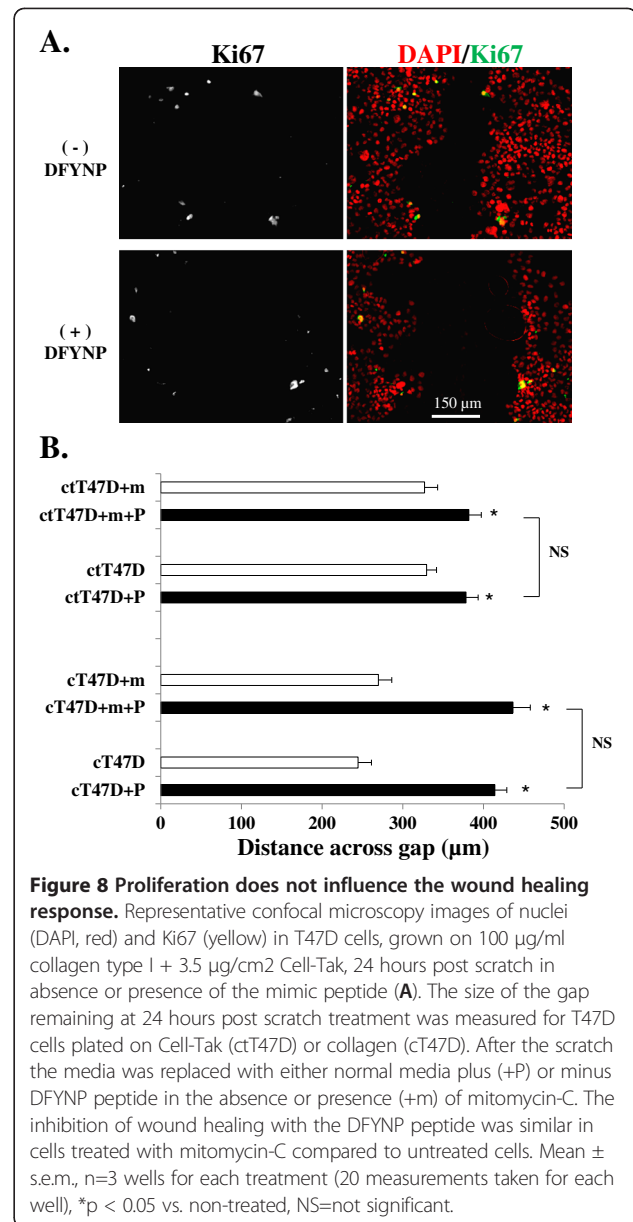 A.
Ki67
DAPI/Ki67
( - )
DFYNP
( + )
DFYNP
150 µm
B.
ctT47D+m
ctT47D+m+P
*
NS
ctT47D
ctT47D+P
*
cT47D+m
cT47D+m+P
*
NS
cT47D
cT47D+P
*
0 100 200 300 400 500
Distance across gap (µm)
Figure 8 Proliferation does not influence the wound healing
response. Representative confocal microscopy images of nuclei
(DAPI, red) and Ki67 (yellow) in T47D cells, grown on 100 µg/ml
collagen type I + 3.5 µg/cm2 Cell-Tak, 24 hours post scratch in
absence or presence of the mimic peptide (A). The size of the gap
remaining at 24 hours post scratch treatment was measured for T47D
cells plated on Cell-Tak (ctT47D) or collagen (cT47D). After the scratch
the media was replaced with either normal media plus (+P) or minus
DFYNP peptide in the absence or presence (+m) of mitomycin-C. The
inhibition of wound healing with the DFYNP peptide was similar in
cells treated with mitomycin-C compared to untreated cells. Mean ±
s.e.m., n=3 wells for each treatment (20 measurements taken for each
well), *p < 0.05 vs. non-treated, NS=not significant.